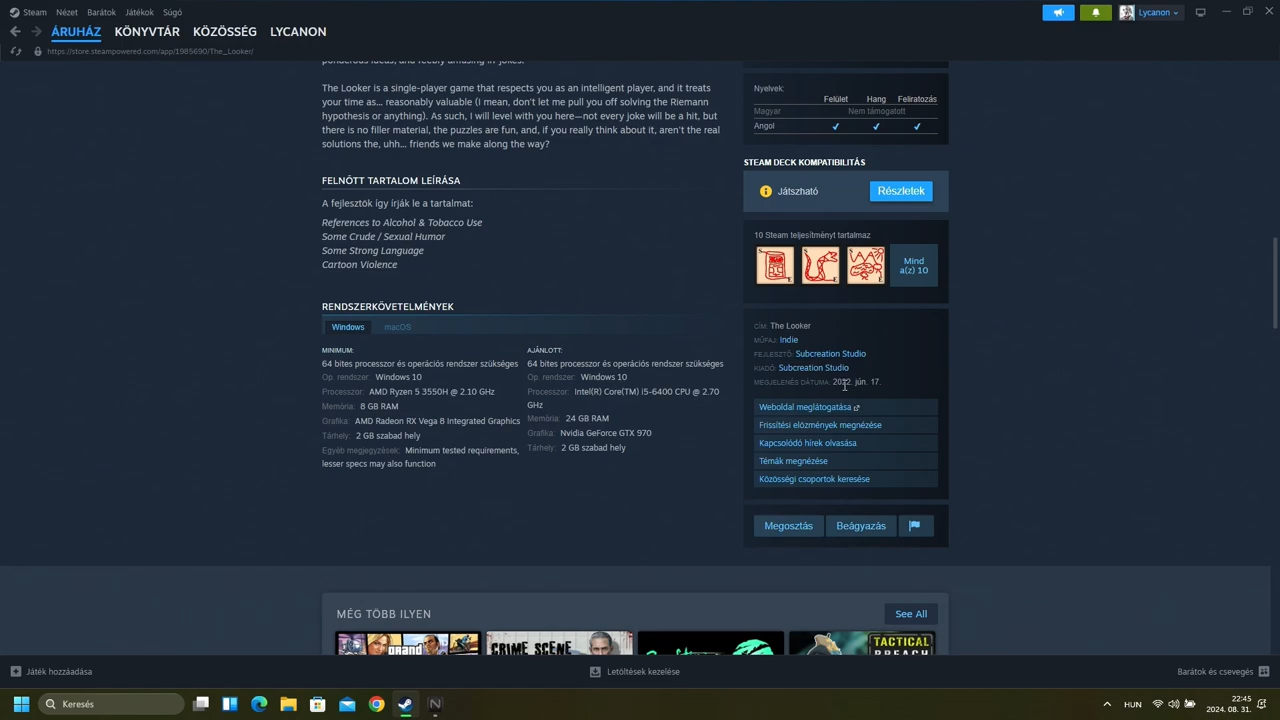 Steam Nézet Barátok Játékok Súgó
Lycanon
ÁRUHÁZ KÖNYVTÁR KÖZÖSSÉG LYCANON
https://store.steampowered.com/app/1985690/The_Looker/
ponderous ideas, and feebly amusing in-jokes.
The Looker is a single-player game that respects you as an intelligent player, and it treats
your time as... reasonably valuable (I mean, don't let me pull you off solving the Riemann
hypothesis or anything). As such, I will level with you here—not every joke will be a hit, but
there is no filler material, the puzzles are fun, and, if you really think about it, aren't the real
solutions the, uhh... friends we make along the way?
FELNŐTT TARTALOM LEÍRÁSA
A fejlesztők így írják le a tartalmat:
References to Alcohol & Tobacco Use
Some Crude / Sexual Humor
Some Strong Language
Cartoon Violence
RENDSZERKÖVETELMÉNYEK
Windows macOS
MINIMUM:
64 bites processzor és operációs rendszer szükséges
Op. rendszer: Windows 10
Processzor: AMD Ryzen 5 3550H @ 2.10 GHz
Memória: 8 GB RAM
Grafika: AMD Radeon RX Vega 8 Integrated Graphics
Tárhely: 2 GB szabad hely
Egyéb megjegyzések: Minimum tested requirements,
lesser specs may also function
AJÁNLOTT:
64 bites processzor és operációs rendszer szükséges
Op. rendszer: Windows 10
Processzor: Intel(R) Core(TM) i5-6400 CPU @ 2.70
GHz
Memória: 24 GB RAM
Grafika: Nvidia GeForce GTX 970
Tárhely: 2 GB szabad hely
Nyelvek:
Felület Hang Feliratozás
Magyar Nem támogatott
Angol ✔ ✔ ✔
STEAM DECK KOMPATIBILITÁS
Játszható Részletek
10 Steam teljesítményt tartalmaz
Mind
a(z) 10
CÍM: The Looker
MŰFAJ: Indie
FEJLESZTŐ: Subcreation Studio
KIADÓ: Subcreation Studio
MEGJELENÉS DÁTUMA: 2022. jún. 17.
Weboldal meglátogatása
Frissítési előzmények megnézése
Kapcsolódó hírek olvasása
Témák megnézése
Közösségi csoportok keresése
Megosztás Beágyazás
MÉG TÖBB ILYEN See All
CRIME SCENE
TACTICAL
BREACH
Játék hozzáadása Letöltések kezelése Barátok és csevegés
Keresés HUN 22:45
2024. 08. 31.